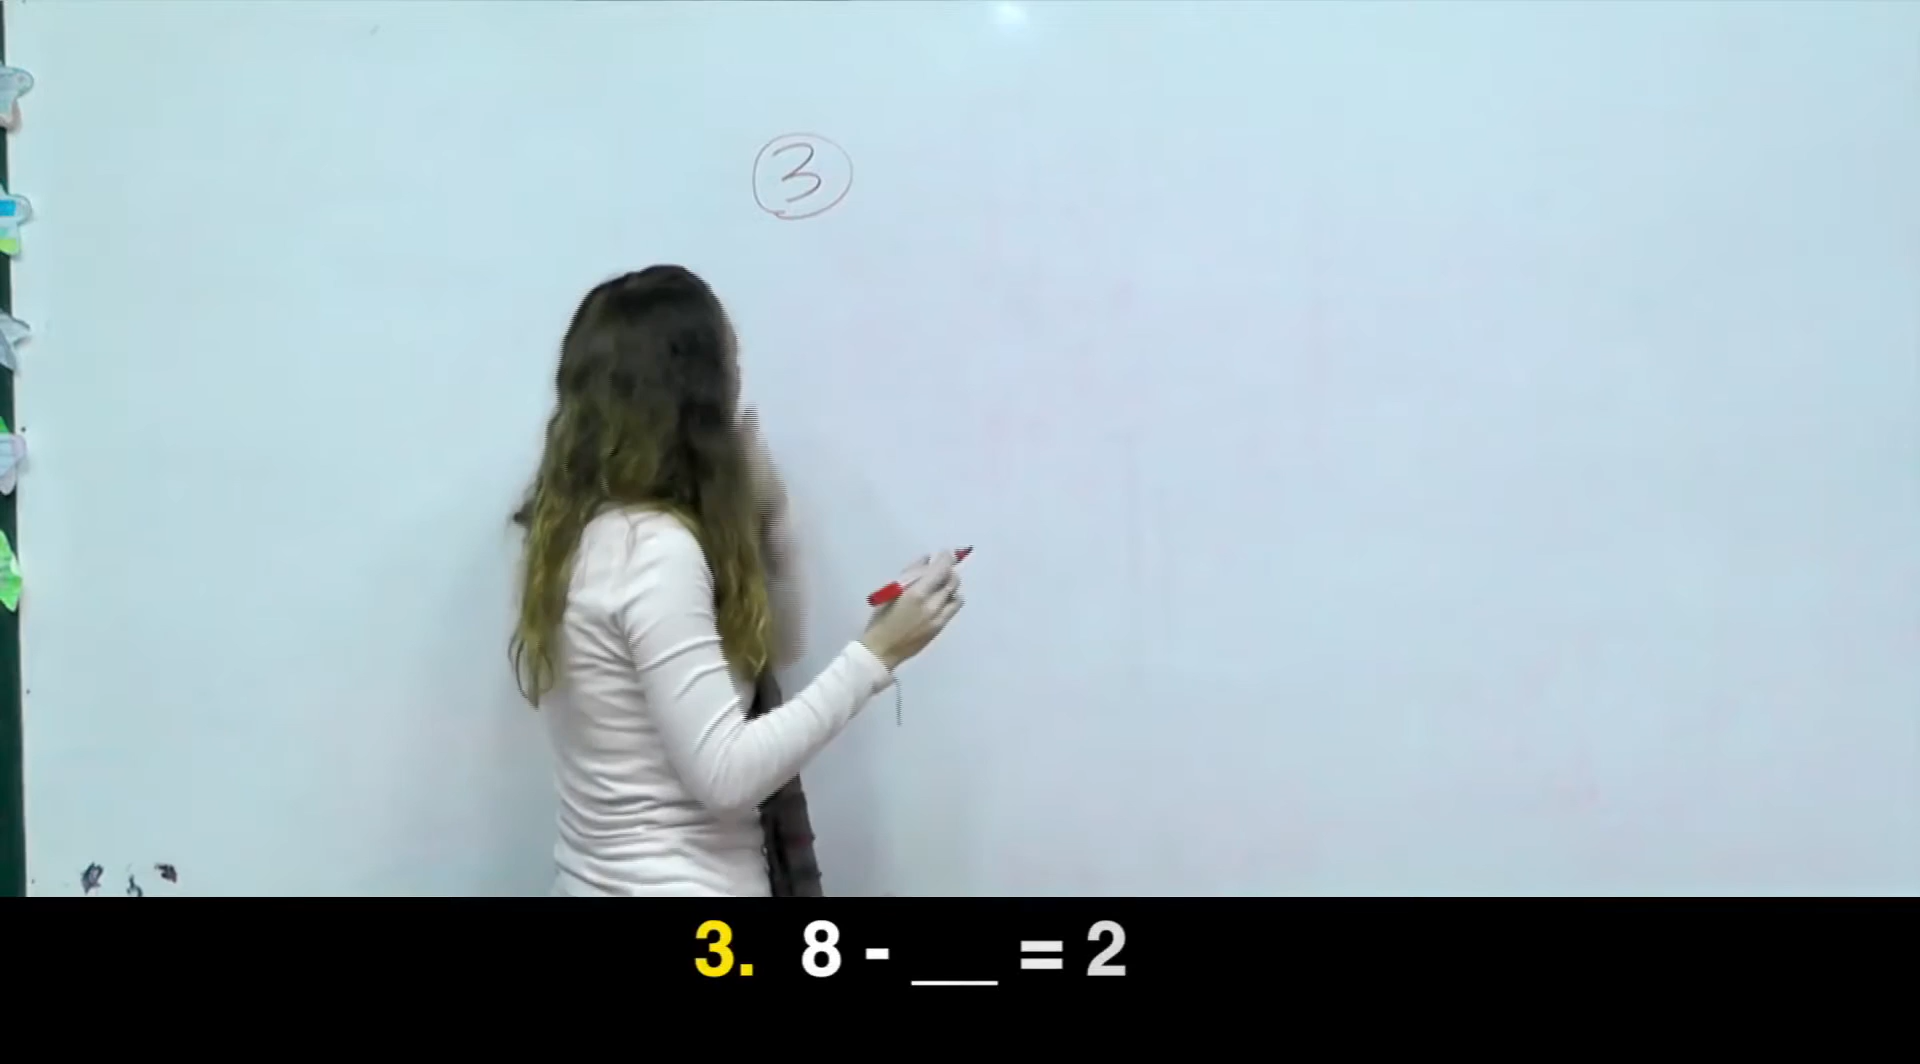 3
3. 8 - __ = 2